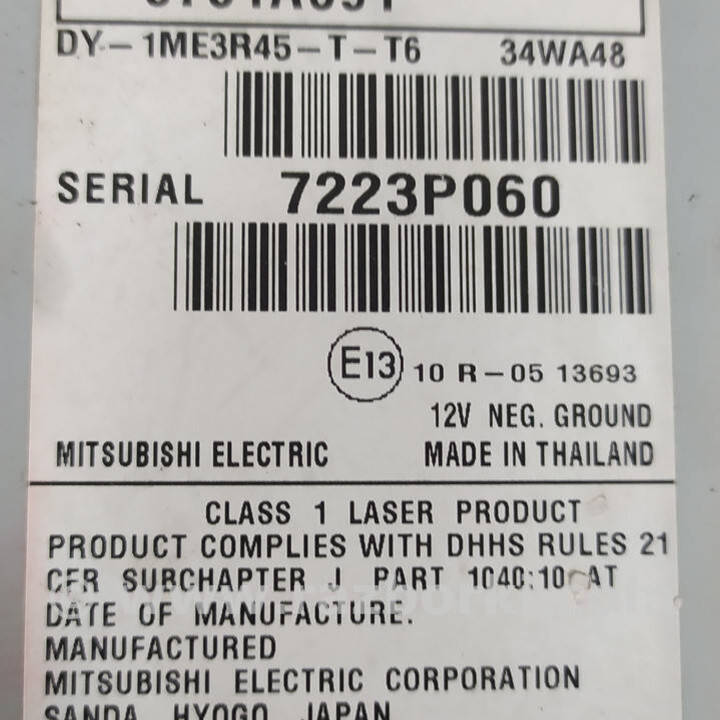 8701A091
DY-1ME3R45-T-T6 34WA48
SERIAL 7223P060
E13 10 R-05 13693
12V NEG. GROUND
MITSUBISHI ELECTRIC MADE IN THAILAND
CLASS 1 LASER PRODUCT
PRODUCT COMPLIES WITH DHHS RULES 21
CFR SUBCHAPTER J PART 1040:10 AT
DATE OF MANUFACTURE.
MANUFACTURED
MITSUBISHI ELECTRIC CORPORATION
SANDA HYOGO JAPAN